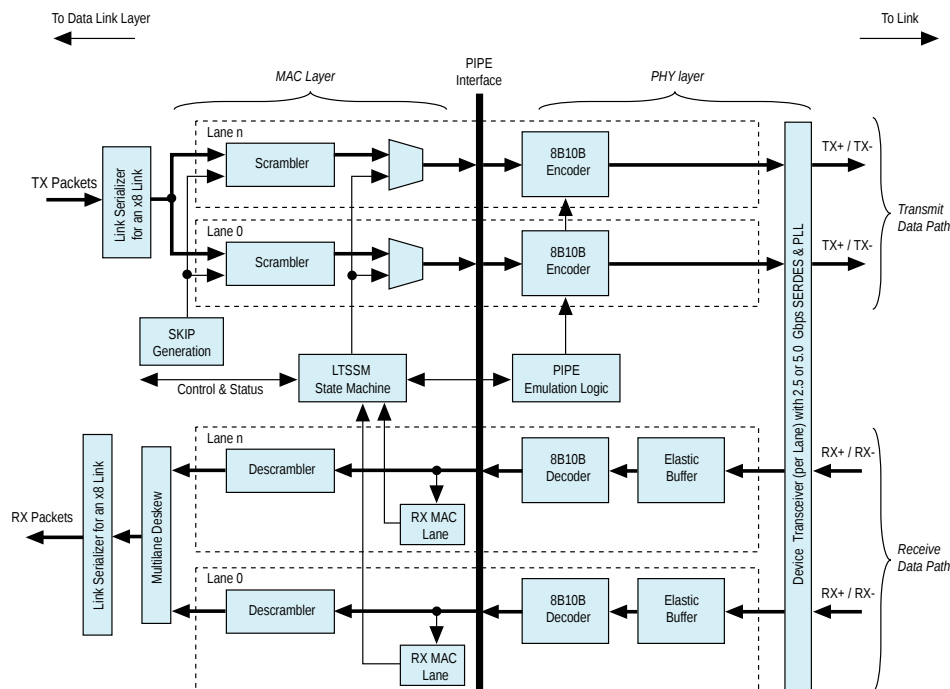 To Data Link Layer
To Link
MAC Layer
PIPE
Interface
PHY layer
Lane n
Scrambler
8B10B
Encoder
TX+ / TX-
TX Packets
Link Serializer
for an x8 Link
Lane 0
Scrambler
8B10B
Encoder
TX+ / TX-
Transmit
Data Path
SKIP
Generation
Control & Status
LTSSM
State Machine
PIPE
Emulation Logic
Device Transceiver (per Lane) with 2.5 or 5.0 Gbps SERDES & PLL
Lane n
Descrambler
RX MAC
Lane
8B10B
Decoder
Elastic
Buffer
RX+ / RX-
RX Packets
Link Serializer for an x8 Link
Multilane Deskew
Receive
Data Path
Lane 0
Descrambler
RX MAC
Lane
8B10B
Decoder
Elastic
Buffer
RX+ / RX-